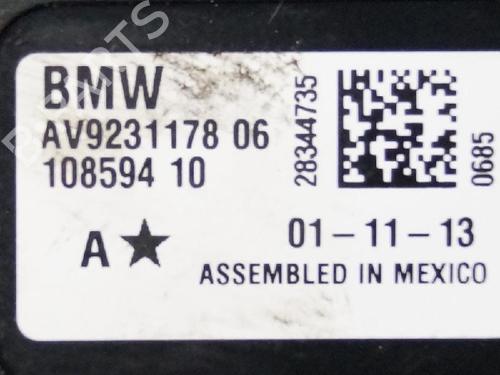 BMW
AV9231178 06
108594 10
28344735
0685
A★
01-11-13
ASSEMBLED IN MEXICO